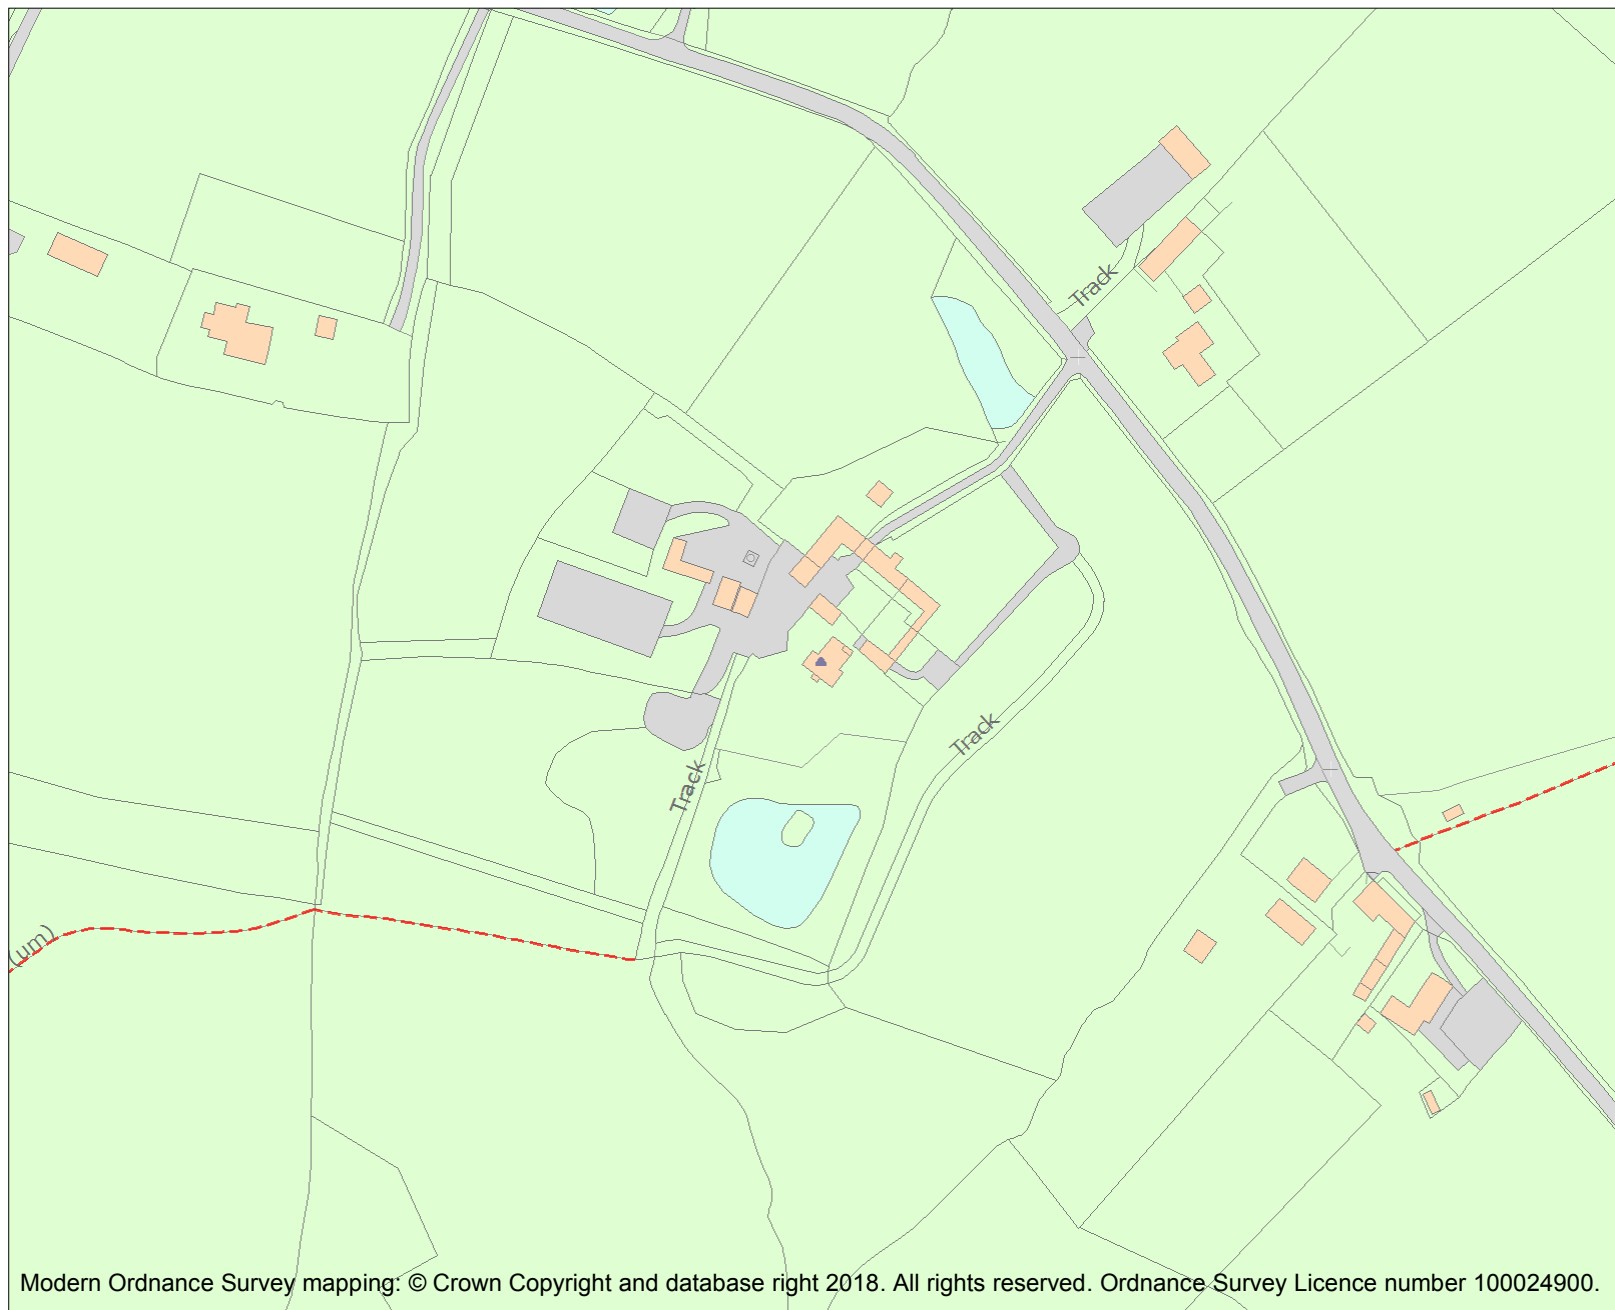 Track
Track
Track
(um)
Modern Ordnance Survey mapping: © Crown Copyright and database right 2018. All rights reserved. Ordnance Survey Licence number 100024900.